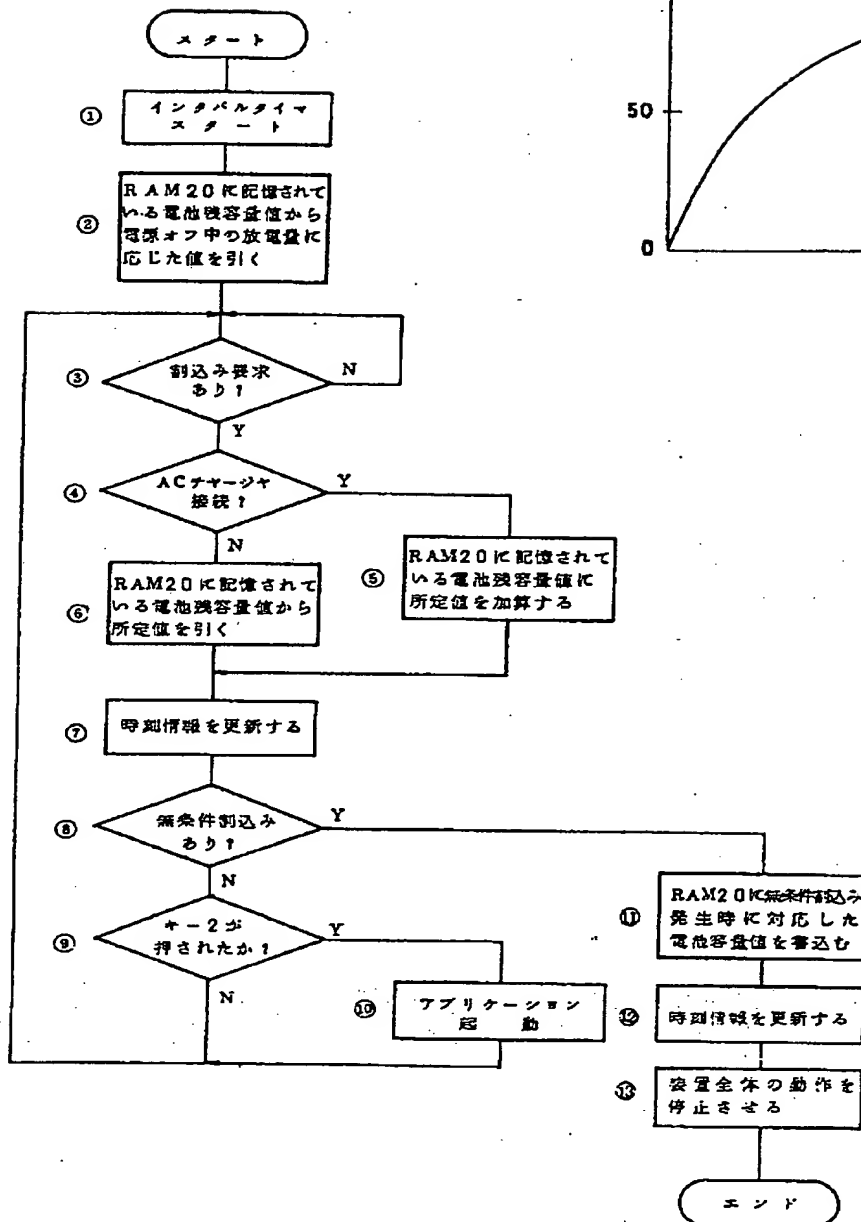 スタート
①
インタバルタイマ
スタート
②
RAM20に記憶されて
いる電池残容量値から
電源オフ中の放電量に
応じた値を引く
③
割込み要求
あり?
N
Y
④
ACチャージャ
接続?
Y
N
⑤
RAM20に記憶されて
いる電池残容量値に
所定値を加算する
⑥
RAM20に記憶されて
いる電池残容量値から
所定値を引く
⑦
時刻情報を更新する
⑧
無条件割込み
あり?
Y
N
⑨
キー2が
押されたか?
Y
N
⑩
アプリケーション
起動
⑪
RAM20に無条件割込み
発生時に対応した
電池容量値を書込む
⑫
時刻情報を更新する
⑬
装置全体の動作を
停止させる
エンド
50
0